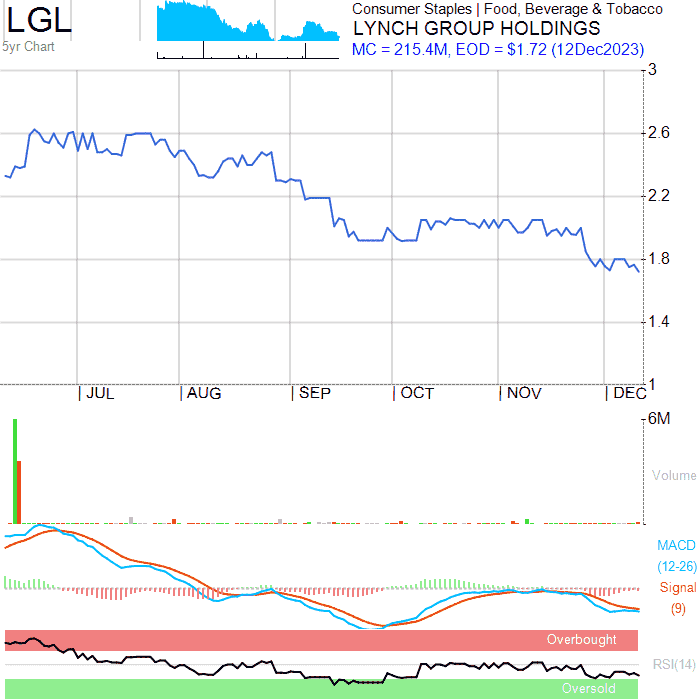 LGL
5yr Chart
Consumer Staples | Food, Beverage & Tobacco
LYNCH GROUP HOLDINGS
MC = 215.4M, EOD = $1.72 (12Dec2023)
3
2.6
2.2
1.8
1.4
1
| JUL | AUG | SEP | OCT | NOV | DEC
6M
Volume
MACD
(12-26)
Signal
(9)
Overbought
RSI(14)
Oversold